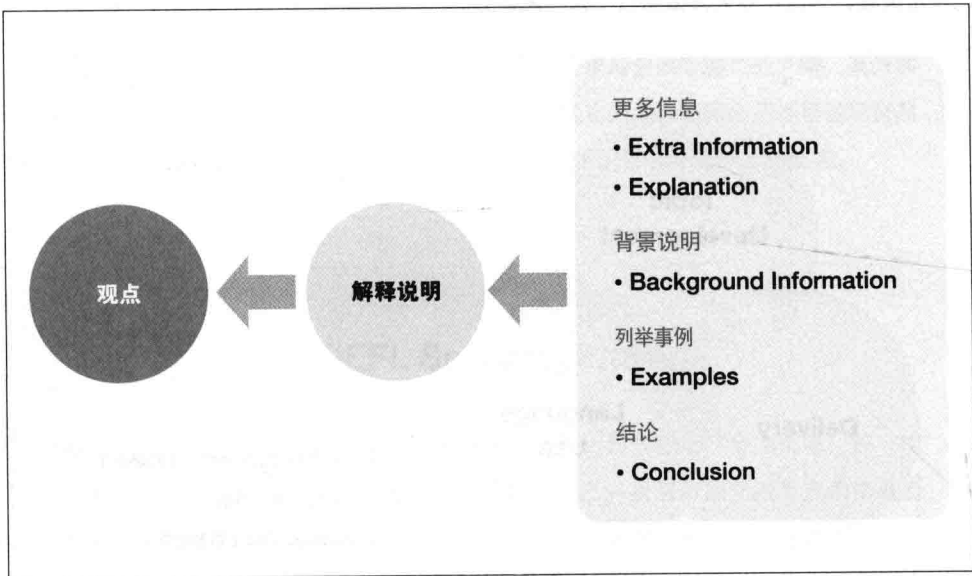 观点
解释说明
更多信息
• Extra Information
• Explanation
背景说明
• Background Information
列举事例
• Examples
结论
• Conclusion
Delivery